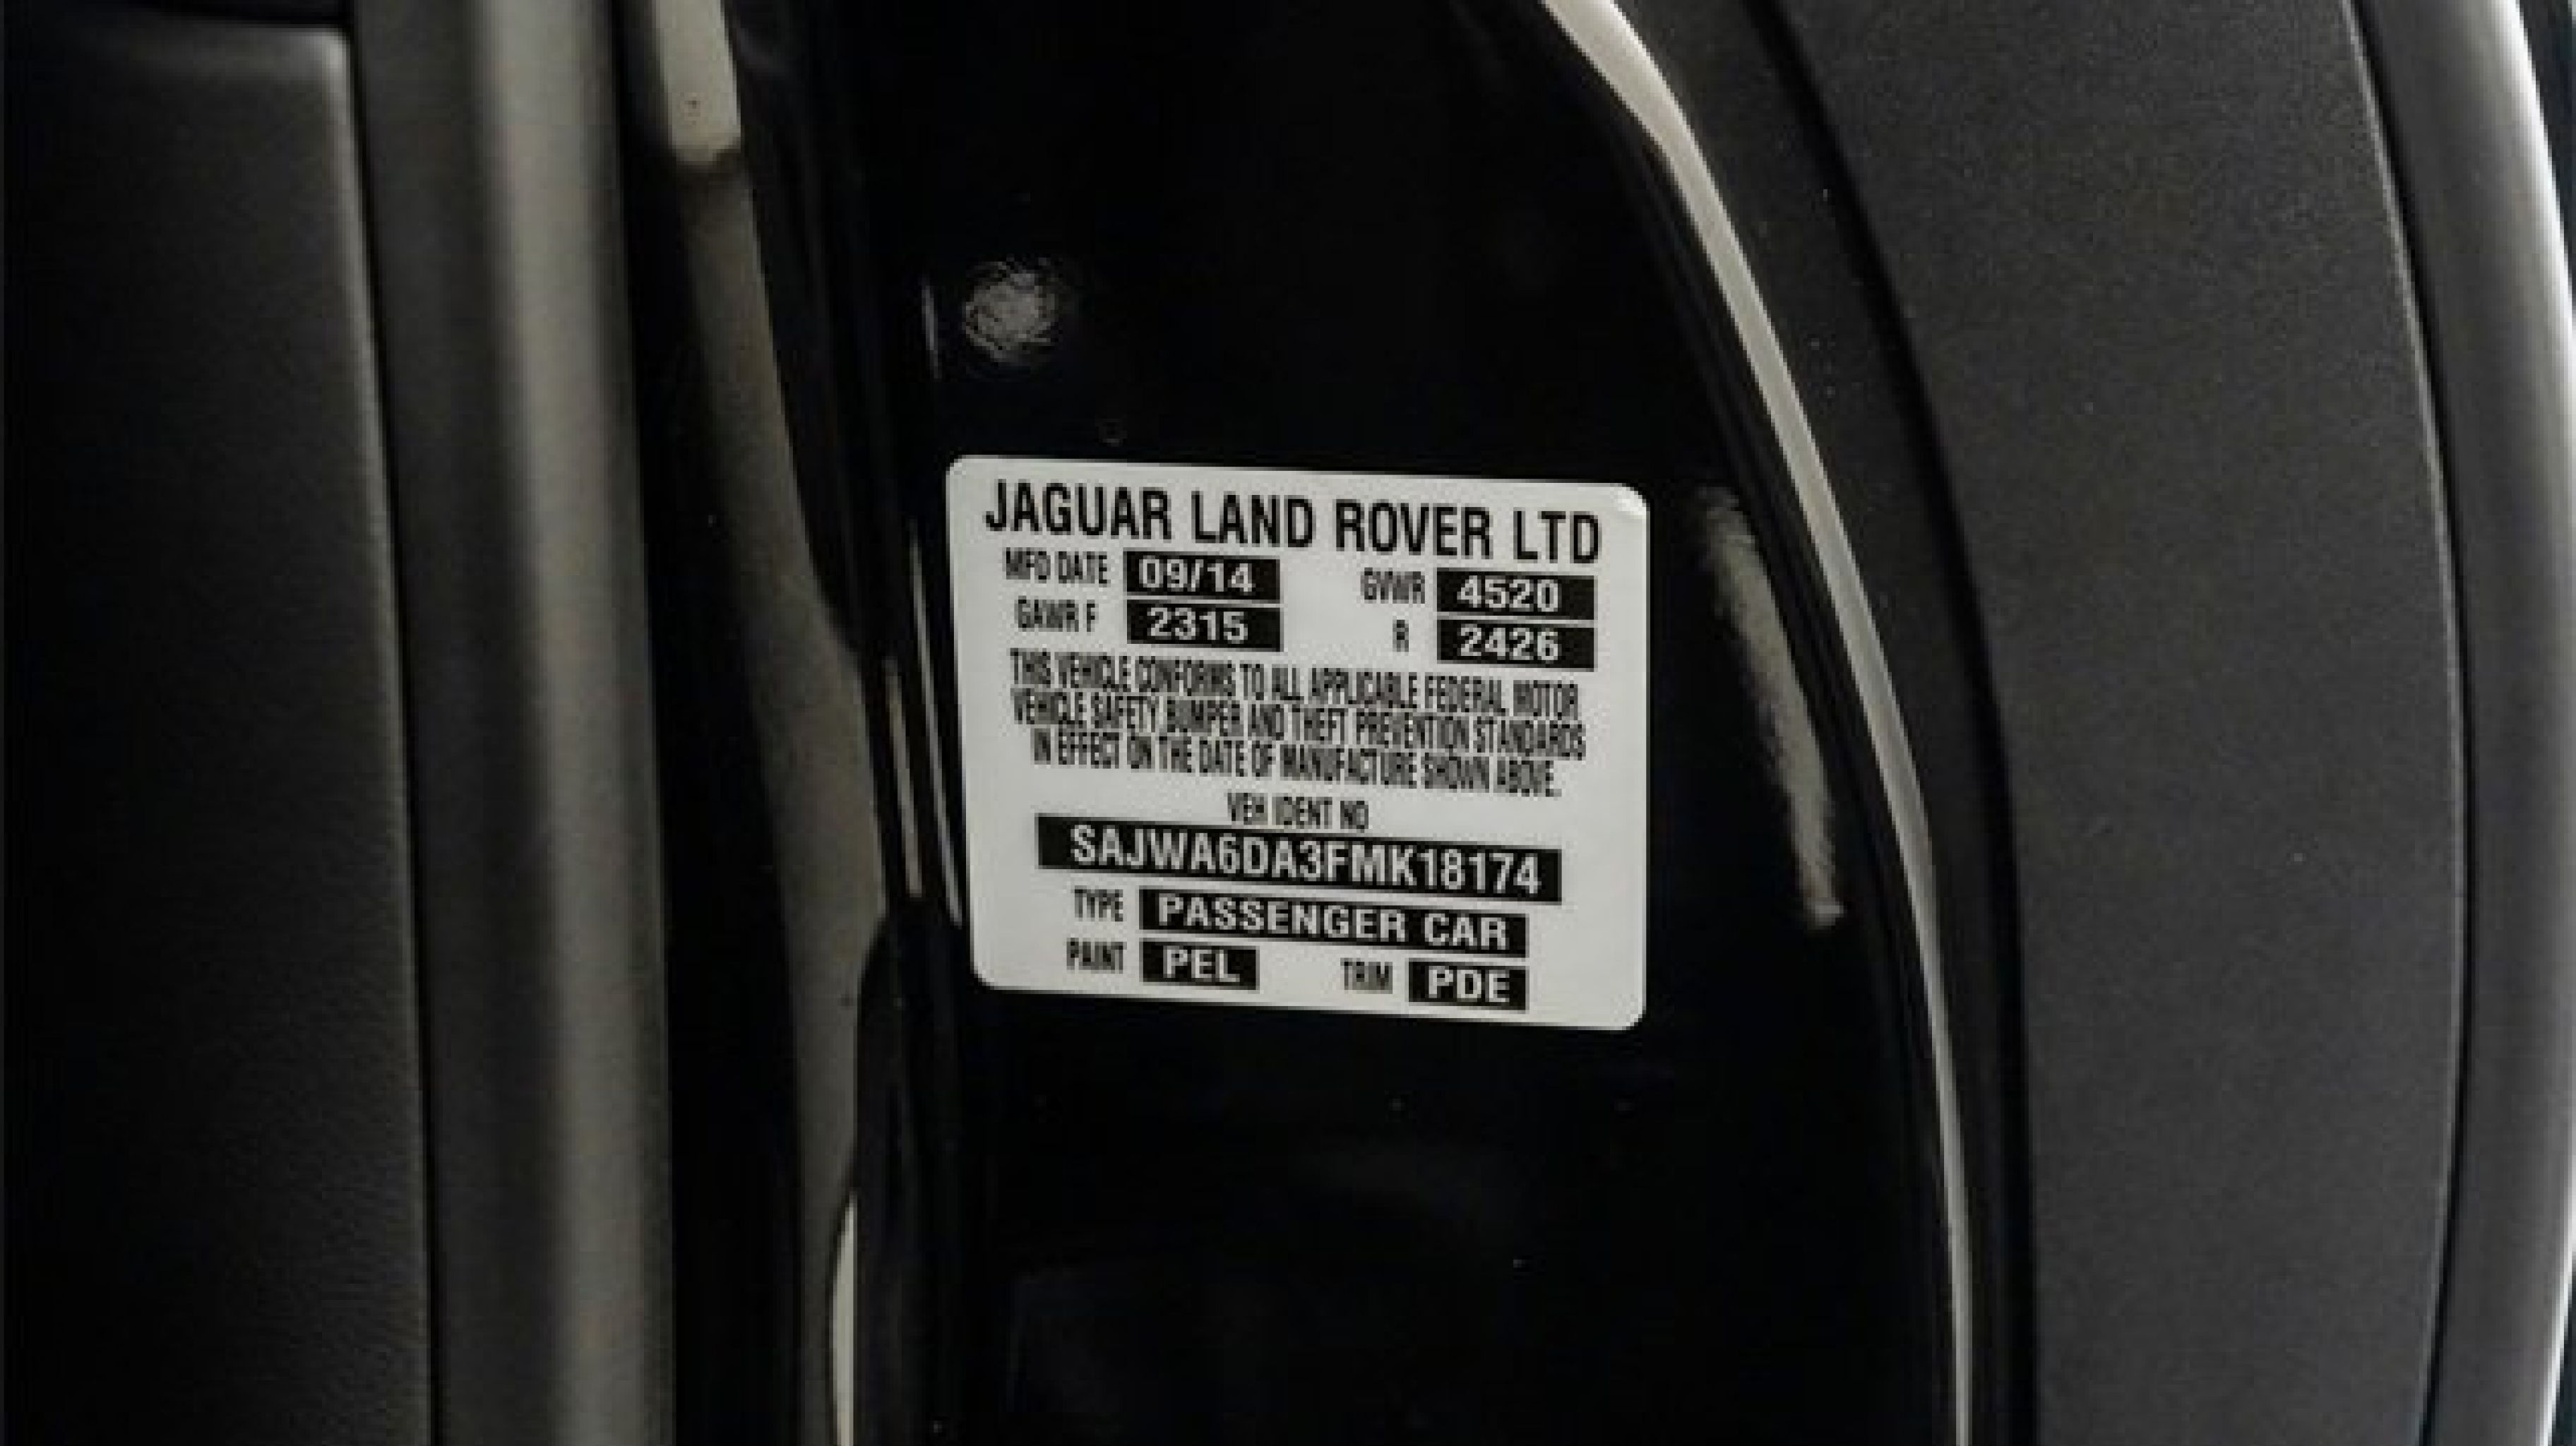 JAGUAR LAND ROVER LTD
MFD DATE 09/14 GVWR 4520
GAWR F 2315 R 2426
THIS VEHICLE CONFORMS TO ALL APPLICABLE FEDERAL MOTOR
VEHICLE SAFETY,BUMPER AND THEFT PREVENTION STANDARDS
IN EFFECT ON THE DATE OF MANUFACTURE SHOWN ABOVE.
VEH IDENT NO
SAJWA6DA3FMK18174
TYPE PASSENGER CAR
PAINT PEL TRIM PDE